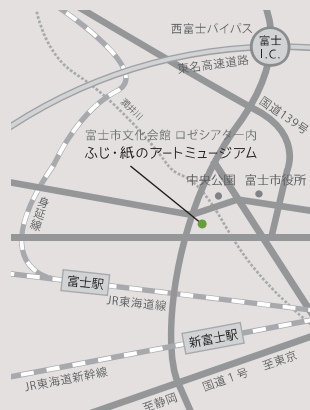 西富士バイパス
富士
I.C.
東名高速道路
国道139号
潤井川
富士市文化会館 ロゼシアター内
ふじ・紙のアートミュージアム
中央公園
富士市役所
身延線
富士駅
JR東海道線
新富士駅
JR東海道新幹線
国道1号
至東京
至静岡